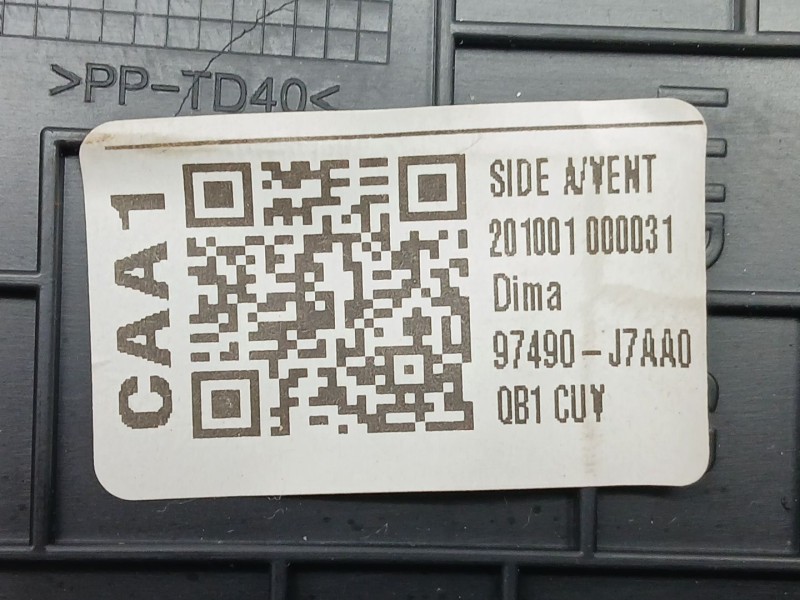 >PP-TD40<
CAA1
SIDE A/VENT
201001 000031
Dima
97490-J7AA0
QB1 CUY